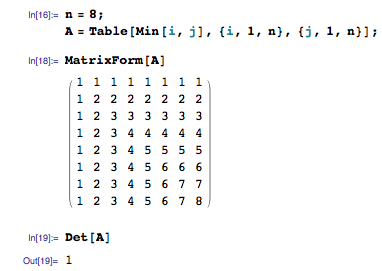 In[16]:= n = 8;
A = Table[Min[i, j], {i, 1, n}, {j, 1, n}];
In[18]:= MatrixForm[A]
1 1 1 1 1 1 1 1
1 2 2 2 2 2 2 2
1 2 3 3 3 3 3 3
1 2 3 4 4 4 4 4
1 2 3 4 5 5 5 5
1 2 3 4 5 6 6 6
1 2 3 4 5 6 7 7
1 2 3 4 5 6 7 8
In[19]:= Det[A]
Out[19]= 1